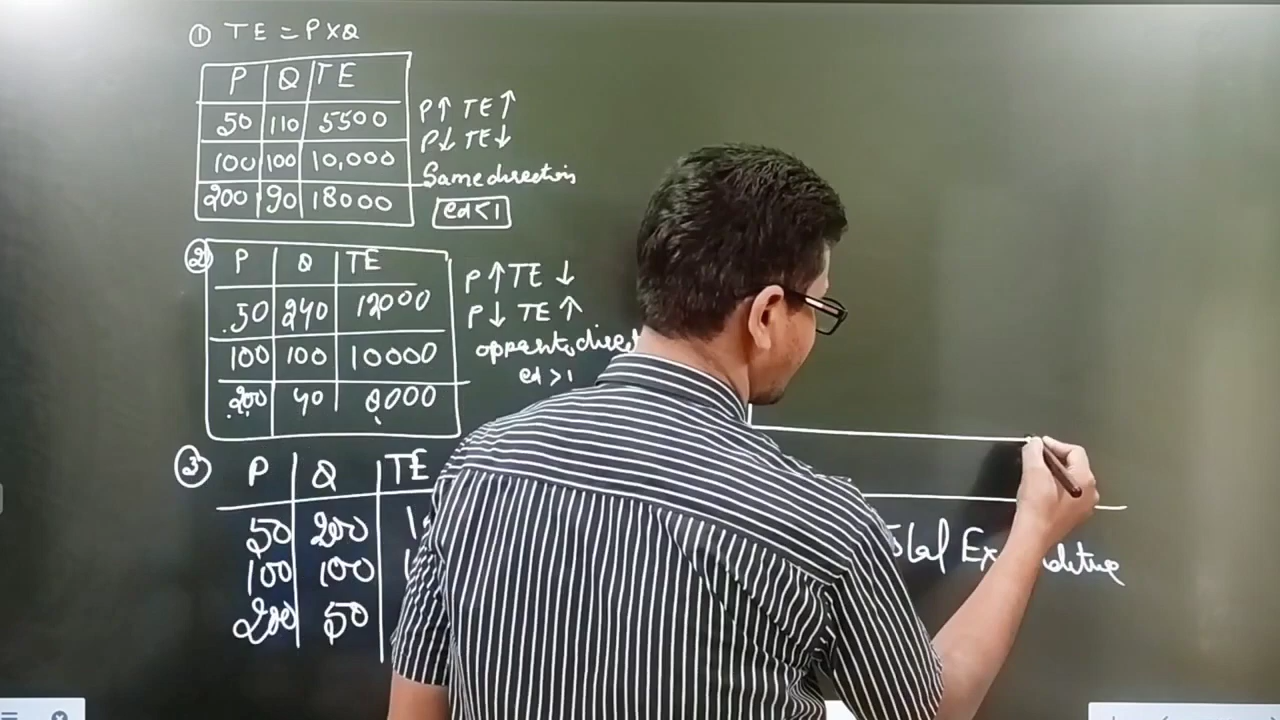 ① TE = P×Q
P Q TE
50 110 5500
100 100 10,000
200 90 18000
P↑ TE↑
P↓ TE↓
Same direction
ed<1
② P Q TE
50 240 12000
100 100 10000
200 40 8000
P↑ TE ↓
P↓ TE ↑
ed >1
③ P Q TE
50 200
100 100
200 50